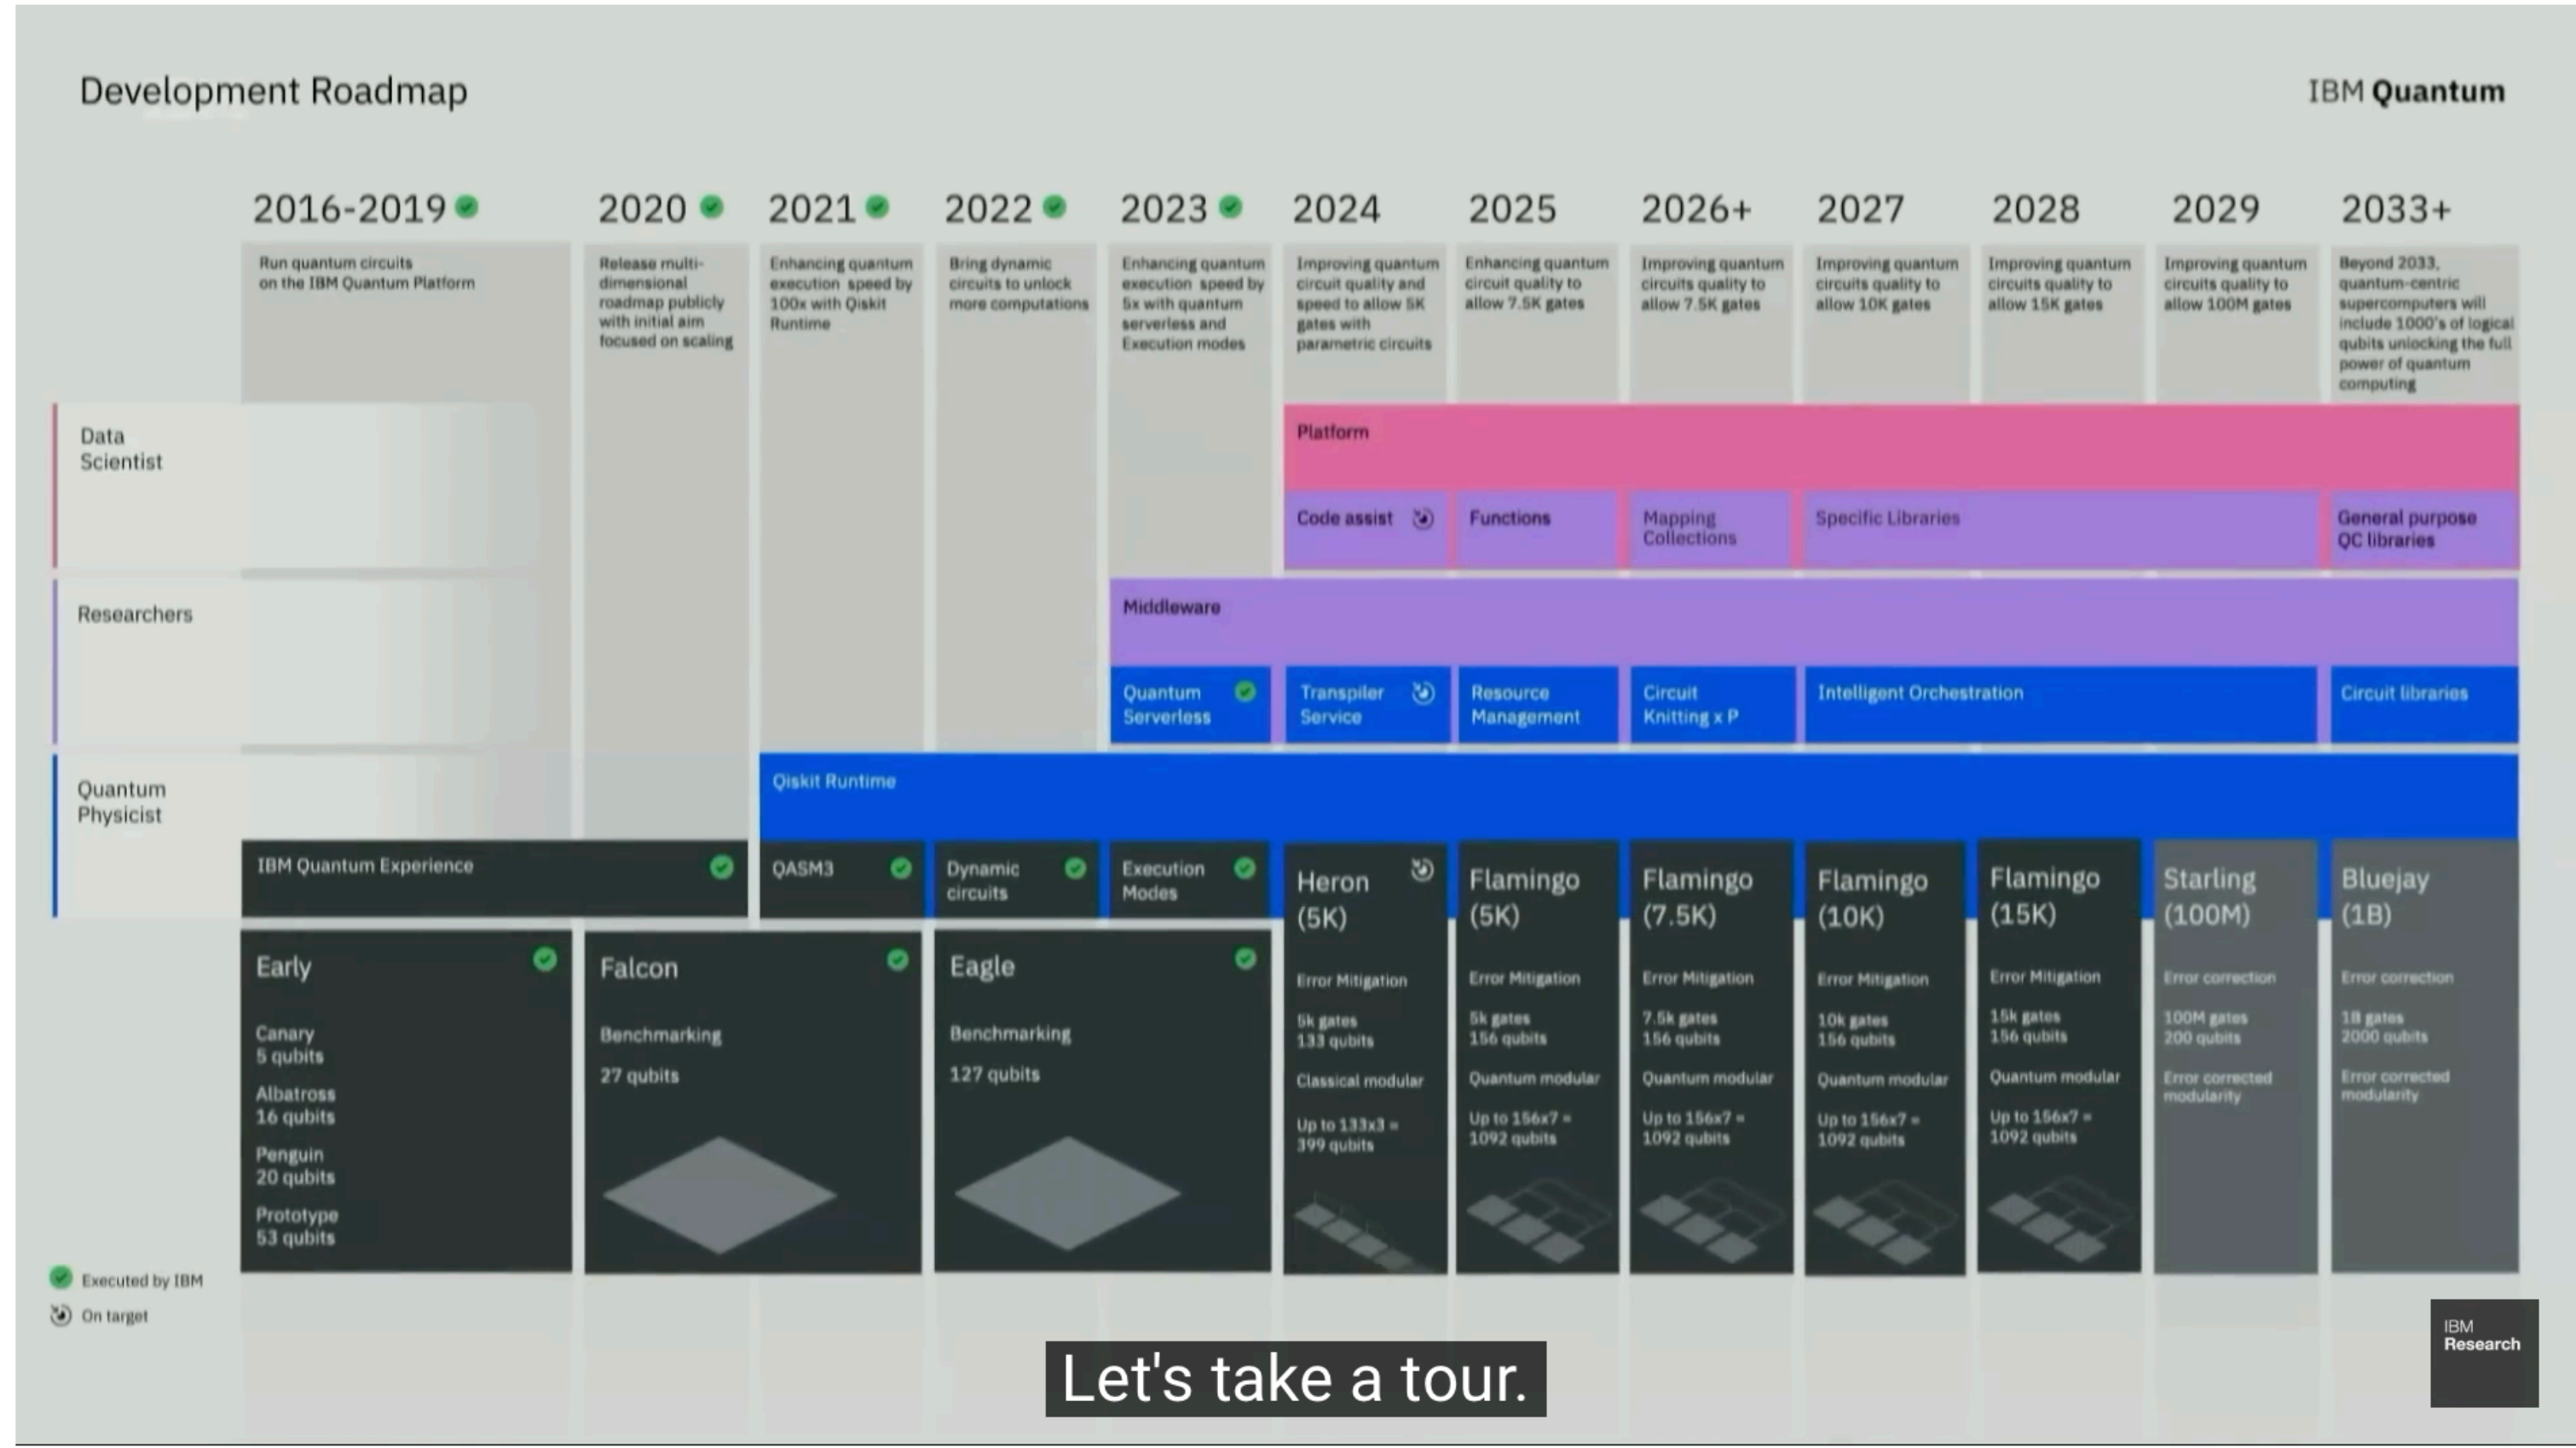 Development Roadmap
IBM Quantum
2016-2019
2020
2021
2022
2023
2024
2025
2026+
2027
2028
2029
2033+
Run quantum circuits
on the IBM Quantum Platform
Release multi-
dimensional
roadmap publicly
with initial aim
focused on scaling
Enhancing quantum
execution speed by
100x with Qiskit
Runtime
Bring dynamic
circuits to unlock
more computations
Enhancing quantum
execution speed by
5x with quantum
serverless and
Execution modes
Improving quantum
circuit quality and
speed to allow 5K
gates with
parametric circuits
Enhancing quantum
circuit quality to
allow 7.5K gates
Improving quantum
circuits quality to
allow 7.5K gates
Improving quantum
circuits quality to
allow 10K gates
Improving quantum
circuits quality to
allow 15K gates
Improving quantum
circuits quality to
allow 100M gates
Beyond 2033,
quantum-centric
supercomputers will
include 1000's of logical
qubits unlocking the full
power of quantum
computing
Data
Scientist
Platform
Code assist
Functions
Mapping
Collections
Specific Libraries
General purpose
QC libraries
Researchers
Middleware
Quantum
Serverless
Transpiler
Service
Resource
Management
Circuit
Knitting x P
Intelligent Orchestration
Circuit libraries
Quantum
Physicist
Qiskit Runtime
IBM Quantum Experience
QASM3
Dynamic
circuits
Execution
Modes
Early
Canary
5 qubits
Albatross
16 qubits
Penguin
20 qubits
Prototype
53 qubits
Falcon
Benchmarking
27 qubits
Eagle
Benchmarking
127 qubits
Heron
(5K)
Error Mitigation
5k gates
133 qubits
Classical modular
Up to 133x3 =
399 qubits
Flamingo
(5K)
Error Mitigation
5k gates
156 qubits
Quantum modular
Up to 156x7 =
1092 qubits
Flamingo
(7.5K)
Error Mitigation
7.5k gates
156 qubits
Quantum modular
Up to 156x7 =
1092 qubits
Flamingo
(10K)
Error Mitigation
10k gates
156 qubits
Quantum modular
Up to 156x7 =
1092 qubits
Flamingo
(15K)
Error Mitigation
15k gates
156 qubits
Quantum modular
Up to 156x7 =
1092 qubits
Starling
(100M)
Error correction
100M gates
200 qubits
Error corrected
modularity
Bluejay
(1B)
Error correction
1B gates
2000 qubits
Error corrected
modularity
Executed by IBM
On target
IBM
Research
Let's take a tour.